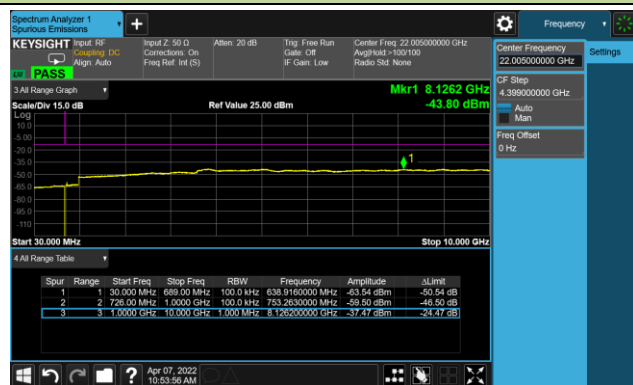 Spectrum Analyzer 1
Spurious Emissions
Frequency
KEYSIGHT Input: RF
Coupling: DC
Align: Auto
Input Z: 50 Ω
Corrections: On
Freq Ref: Int (S)
Atten: 20 dB
Trig: Free Run
Gate: Off
IF Gain: Low
Center Freq: 22.005000000 GHz
Avg|Hold:>100/100
Radio Std: None
LXI PASS
Center Frequency
22.005000000 GHz
Settings
CF Step
4.399000000 GHz
Auto
Man
Freq Offset
0 Hz
3 All Range Graph
Mkr1 8.1262 GHz
Scale/Div 15.0 dB
Ref Value 25.00 dBm
-43.80 dBm
Log
10.0
-5.00
-20.0
-35.0
-50.0
-65.0
-80.0
-95.0
-110
1
Start 30.000 MHz
Stop 10.000 GHz
4 All Range Table
Spur Range Start Freq Stop Freq RBW Frequency Amplitude ΔLimit
1 1 30.000 MHz 689.00 MHz 100.0 kHz 638.9160000 MHz -63.54 dBm -50.54 dB
2 2 726.00 MHz 1.0000 GHz 100.0 kHz 753.2630000 MHz -59.50 dBm -46.50 dB
3 3 1.0000 GHz 10.000 GHz 1.000 MHz 8.126200000 GHz -37.47 dBm -24.47 dB
?
Apr 07, 2022
10:53:56 AM